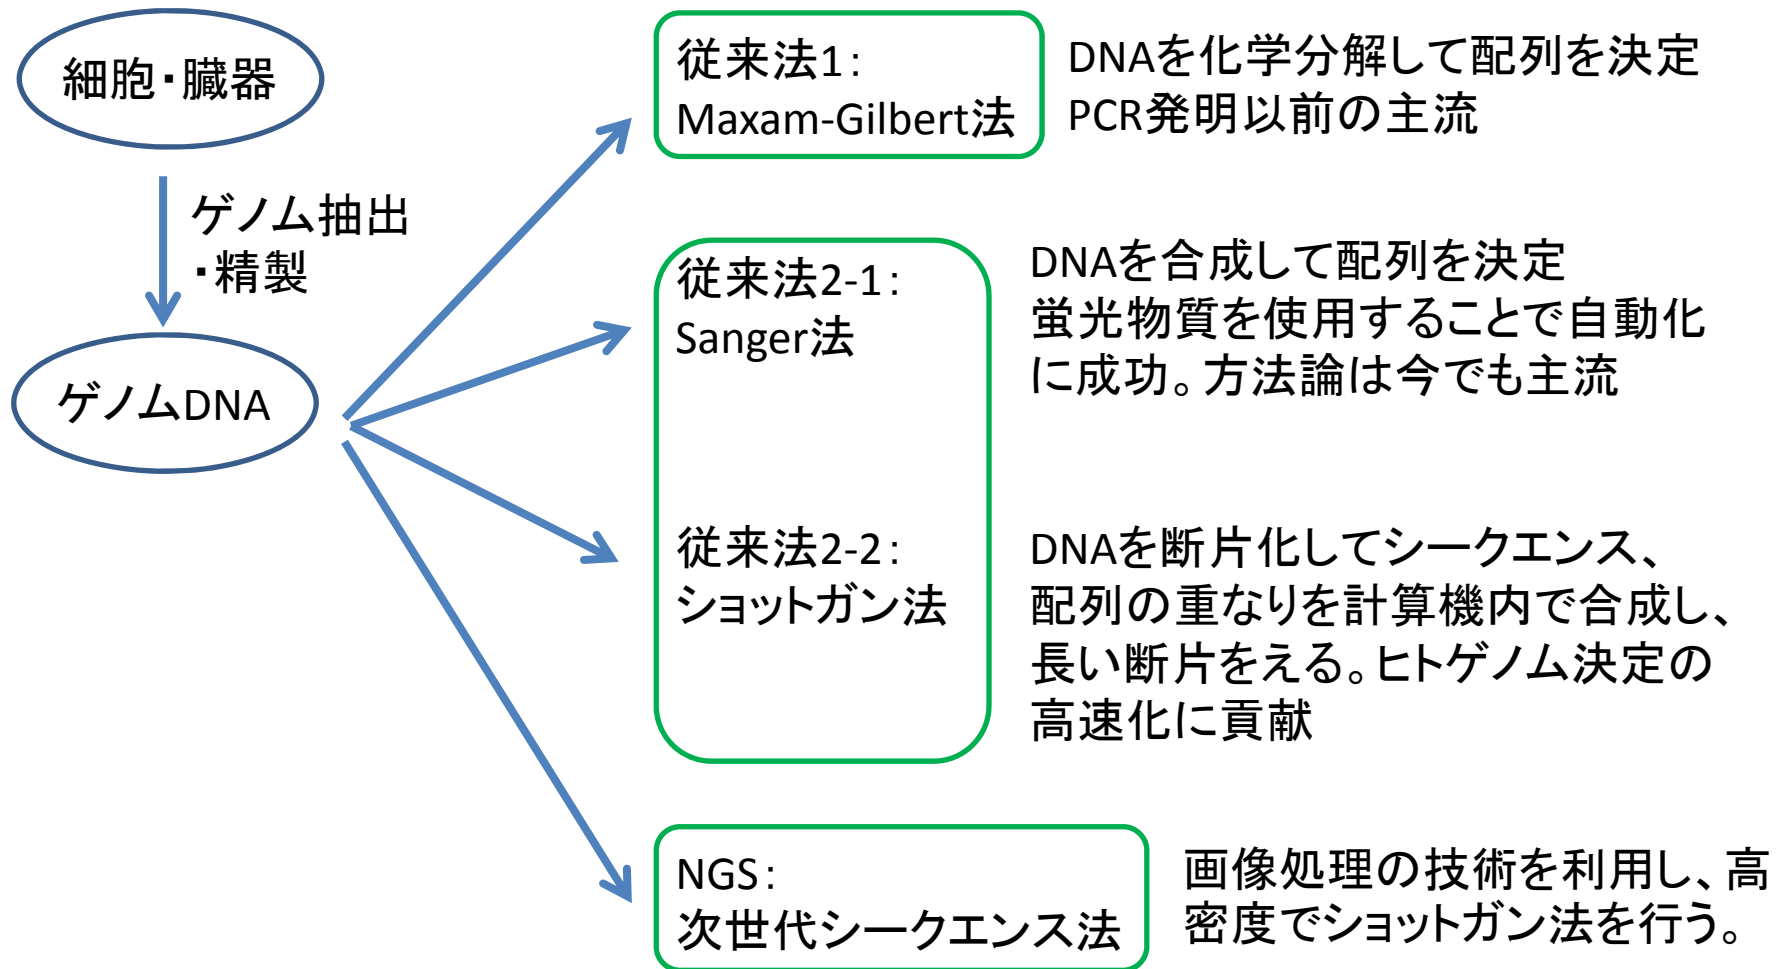 細胞・臓器
ゲノム抽出
・精製
ゲノムDNA
従来法1：
Maxam-Gilbert法
DNAを化学分解して配列を決定
PCR発明以前の主流
従来法2-1：
Sanger法
DNAを合成して配列を決定
蛍光物質を使用することで自動化
に成功。方法論は今でも主流
従来法2-2：
ショットガン法
DNAを断片化してシークエンス、
配列の重なりを計算機内で合成し、
長い断片をえる。ヒトゲノム決定の
高速化に貢献
NGS：
次世代シークエンス法
画像処理の技術を利用し、高
密度でショットガン法を行う。